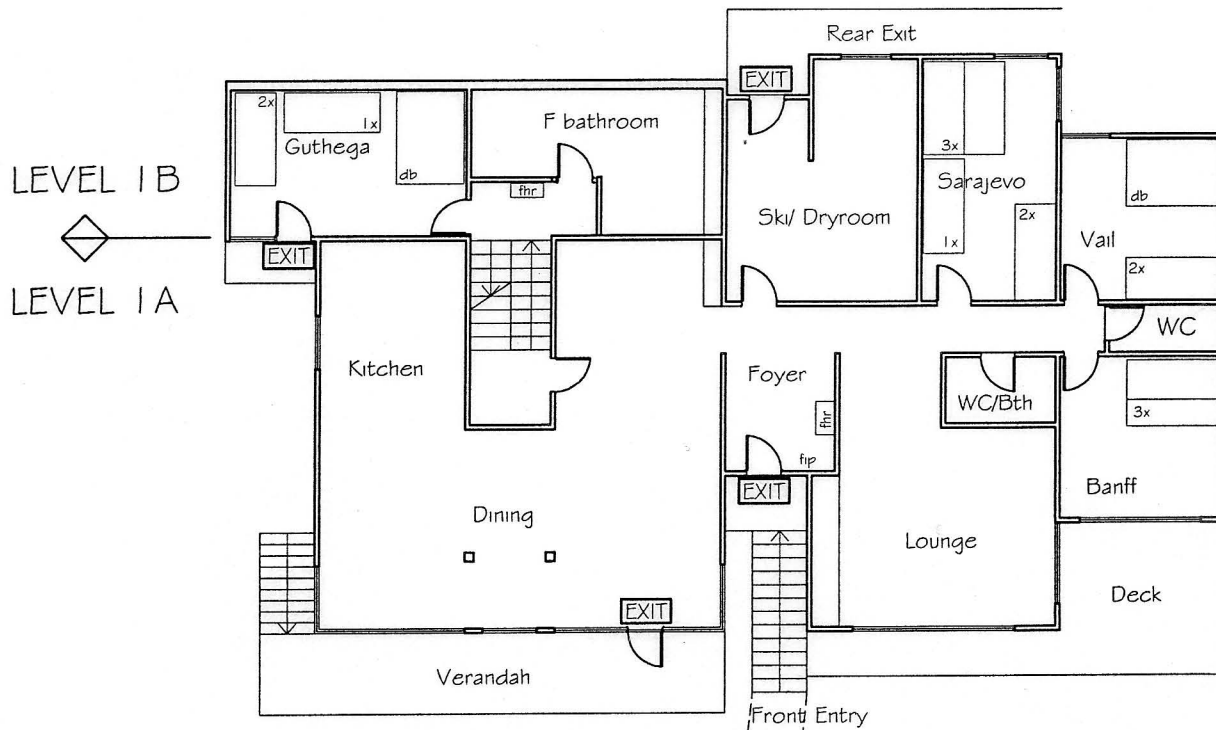 Rear Exit
EXIT
2x
1x
Guthega
db
F bathroom
fhr
3x
Sarajevo
1x
2x
Ski/ Dryroom
db
Vail
2x
LEVEL 1B
EXIT
LEVEL 1A
WC
Kitchen
Foyer
WC/Bth
fhr
3x
fip
EXIT
Banff
Dining
Lounge
Deck
EXIT
Verandah
Front Entry